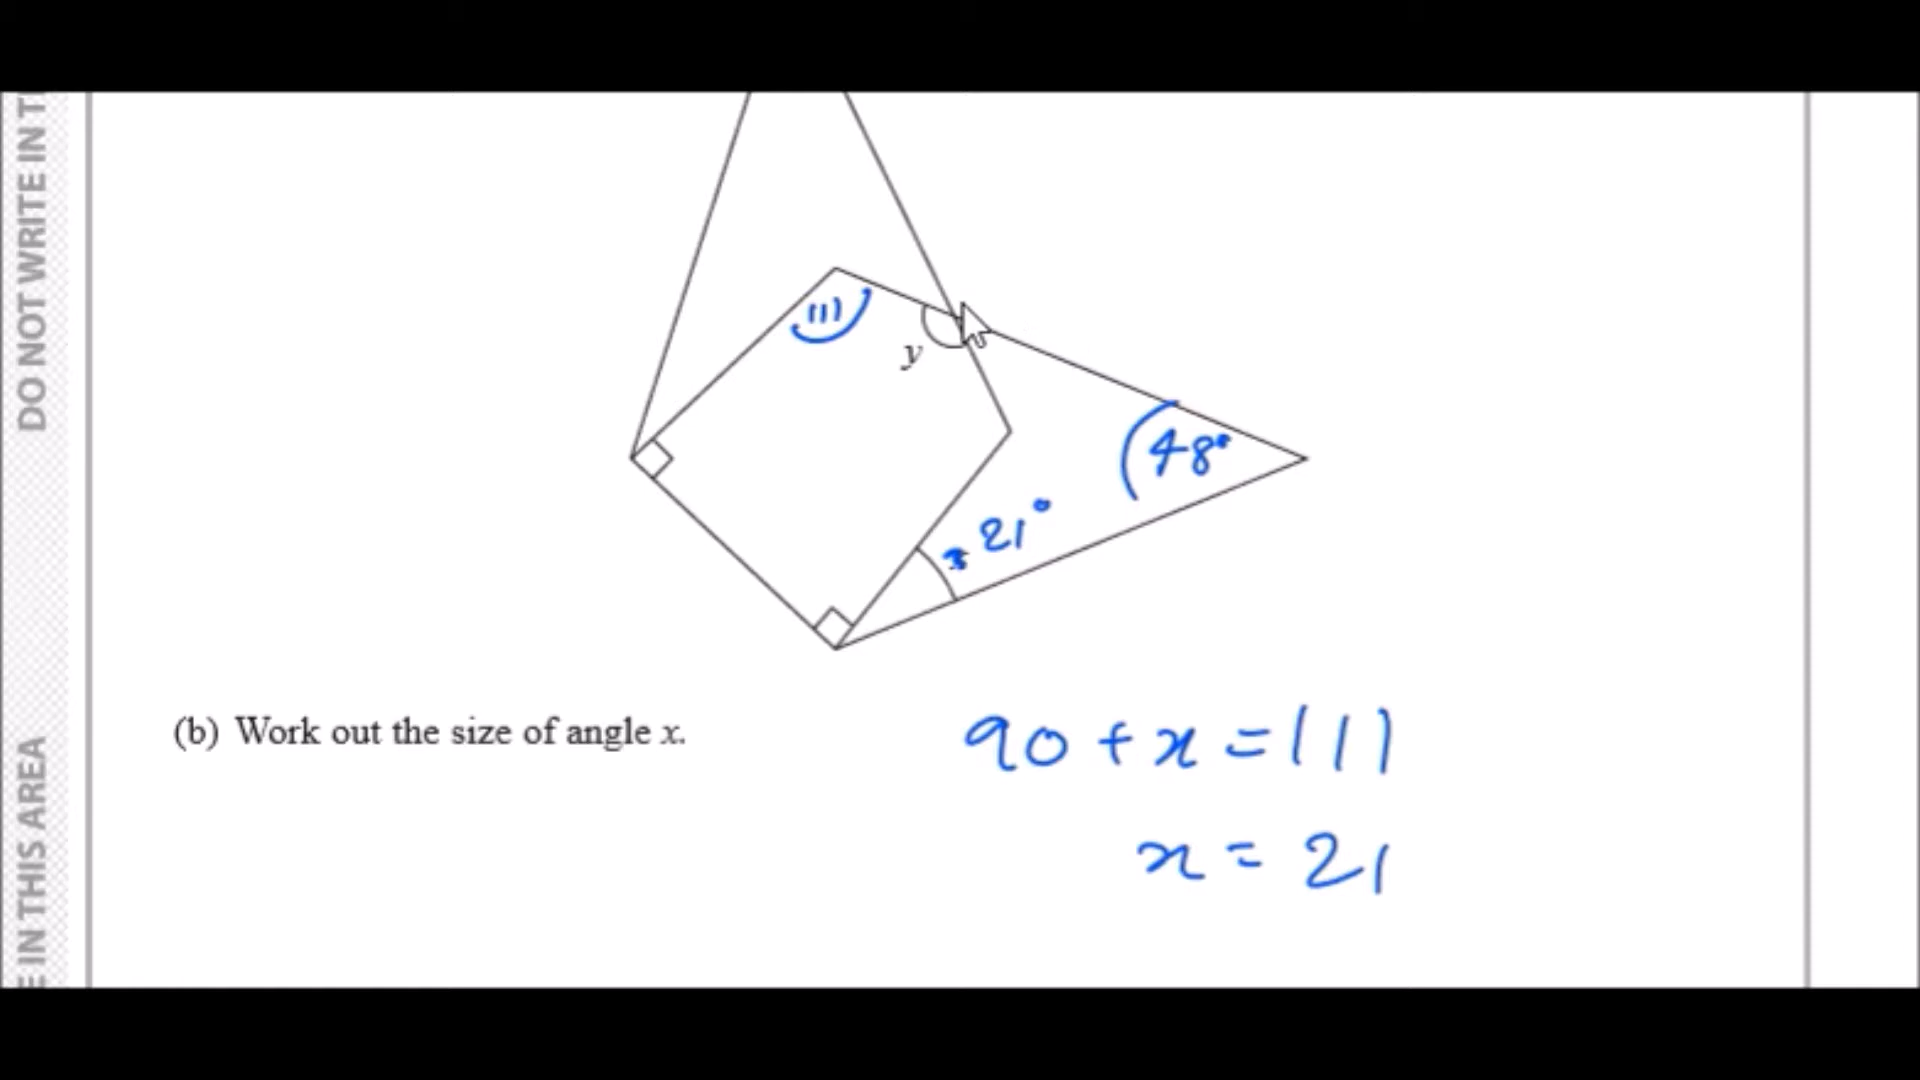 DO NOT WRITE IN T
111
y
48°
21°
(b) Work out the size of angle x.
90 + x = 111
x = 21
E IN THIS AREA